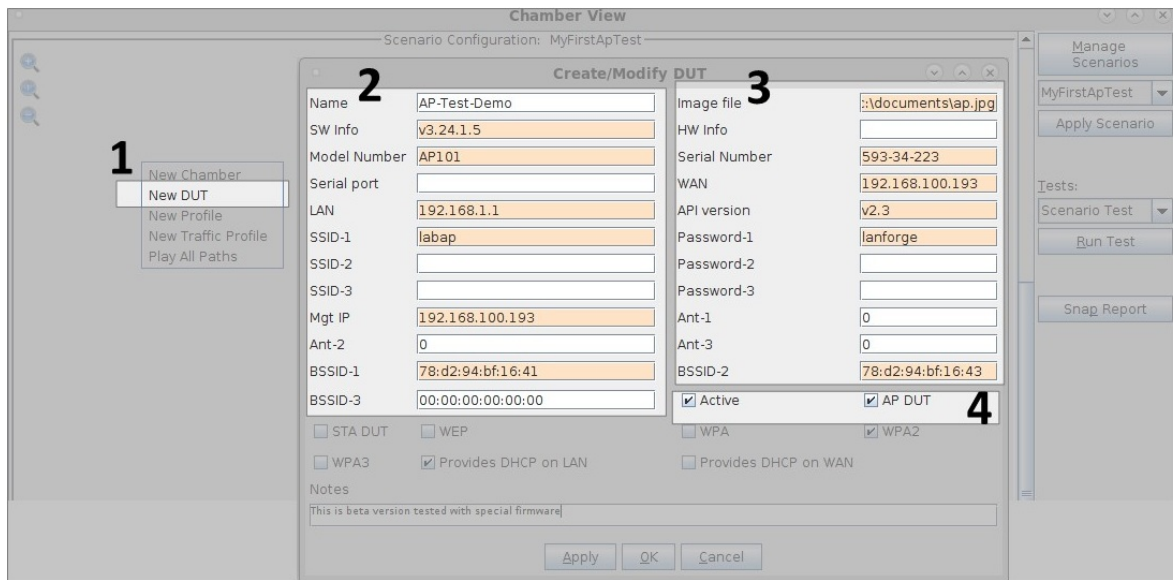 Chamber View
Scenario Configuration: MyFirstApTest
Manage
Scenarios
MyFirstApTest
Apply Scenario
Tests:
Scenario Test
Run Test
Snap Report
1
New Chamber
New DUT
New Profile
New Traffic Profile
Play All Paths
Create/Modify DUT
2
Name AP-Test-Demo
SW Info v3.24.1.5
Model Number AP101
Serial port
LAN 192.168.1.1
SSID-1 labap
SSID-2
SSID-3
Mgt IP 192.168.100.193
Ant-2 0
BSSID-1 78:d2:94:bf:16:41
BSSID-3 00:00:00:00:00:00
3
Image file ::\documents\ap.jpg
HW Info
Serial Number 593-34-223
WAN 192.168.100.193
API version v2.3
Password-1 lanforge
Password-2
Password-3
Ant-1 0
Ant-3 0
BSSID-2 78:d2:94:bf:16:43
Active AP DUT 4
STA DUT WEP WPA WPA2
WPA3 Provides DHCP on LAN Provides DHCP on WAN
Notes
This is beta version tested with special firmware
Apply OK Cancel